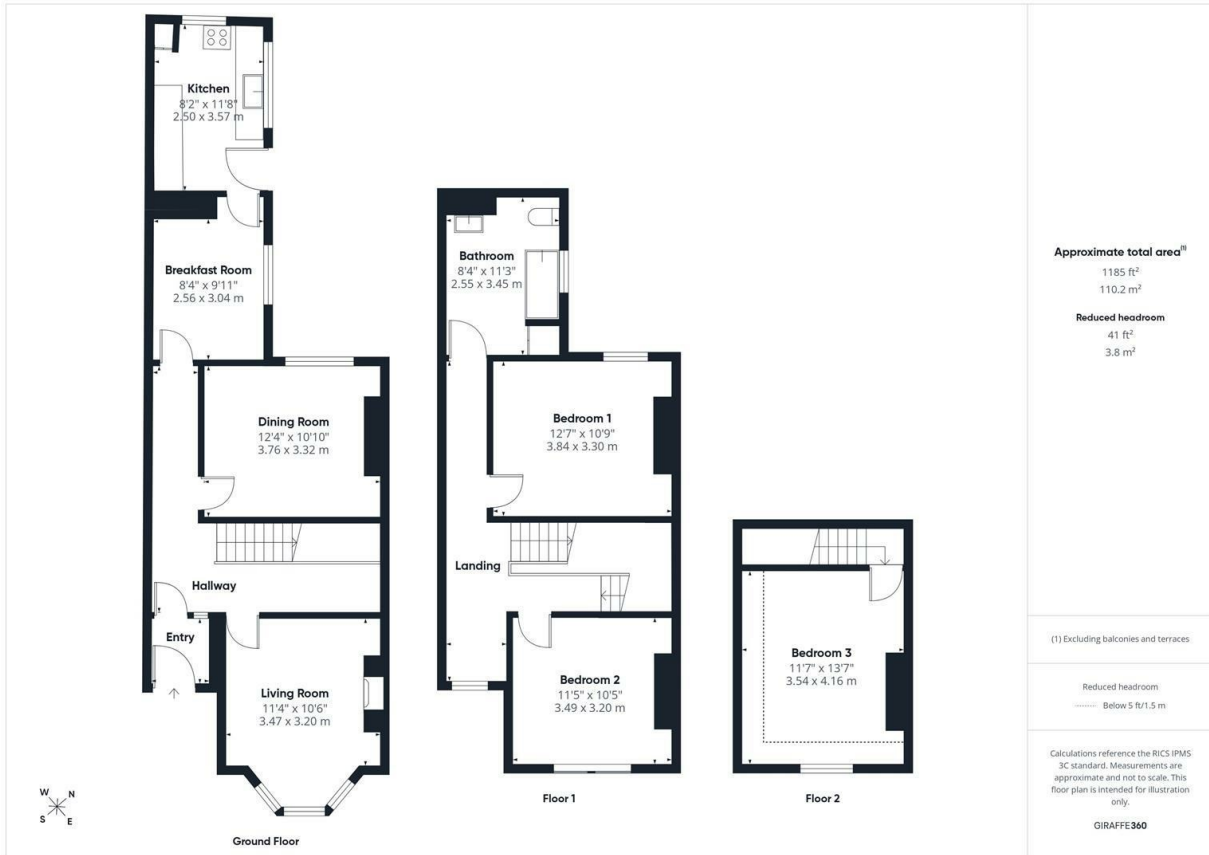 Kitchen
8'2" x 11'8"
2.50 x 3.57 m
Breakfast Room
8'4" x 9'11"
2.56 x 3.04 m
Dining Room
12'4" x 10'10"
3.76 x 3.32 m
Hallway
Entry
Living Room
11'4" x 10'6"
3.47 x 3.20 m
Ground Floor
W N
S E
Bathroom
8'4" x 11'3"
2.55 x 3.45 m
Bedroom 1
12'7" x 10'9"
3.84 x 3.30 m
Landing
Bedroom 2
11'5" x 10'5"
3.49 x 3.20 m
Floor 1
Bedroom 3
11'7" x 13'7"
3.54 x 4.16 m
Floor 2
Approximate total area(1)
1185 ft²
110.2 m²
Reduced headroom
41 ft²
3.8 m²
(1) Excluding balconies and terraces
Reduced headroom
Below 5 ft/1.5 m
Calculations reference the RICS IPMS
3C standard. Measurements are
approximate and not to scale. This
floor plan is intended for illustration
only.
GIRAFFE360